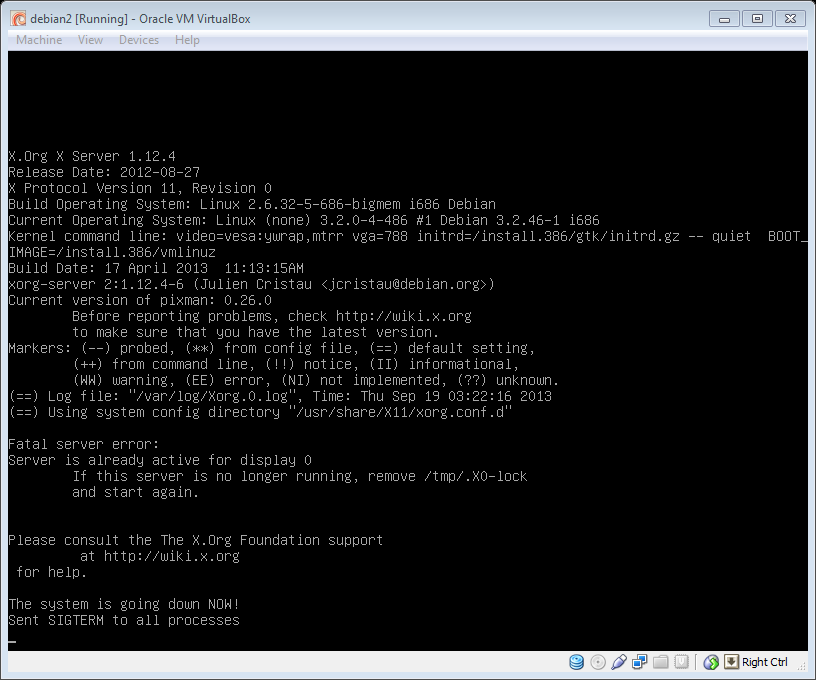 debian2 [Running] - Oracle VM VirtualBox
Machine View Devices Help
X.Org X Server 1.12.4
Release Date: 2012-08-27
X Protocol Version 11, Revision 0
Build Operating System: Linux 2.6.32-5-686-bigmem i686 Debian
Current Operating System: Linux (none) 3.2.0-4-486 #1 Debian 3.2.46-1 i686
Kernel command line: video=vesa:ywrap,mtrr vga=788 initrd=/install.386/gtk/initrd.gz -- quiet  BOOT_
IMAGE=/install.386/vmlinuz
Build Date: 17 April 2013  11:13:15AM
xorg-server 2:1.12.4-6 (Julien Cristau <jcristau@debian.org>)
Current version of pixman: 0.26.0
Before reporting problems, check http://wiki.x.org
to make sure that you have the latest version.
Markers: (--) probed, (**) from config file, (==) default setting,
(++) from command line, (!!) notice, (II) informational,
(WW) warning, (EE) error, (NI) not implemented, (??) unknown.
(==) Log file: "/var/log/Xorg.0.log", Time: Thu Sep 19 03:22:16 2013
(==) Using system config directory "/usr/share/X11/xorg.conf.d"
Fatal server error:
Server is already active for display 0
If this server is no longer running, remove /tmp/.X0-lock
and start again.
Please consult the The X.Org Foundation support
at http://wiki.x.org
for help.
The system is going down NOW!
Sent SIGTERM to all processes
Right Ctrl